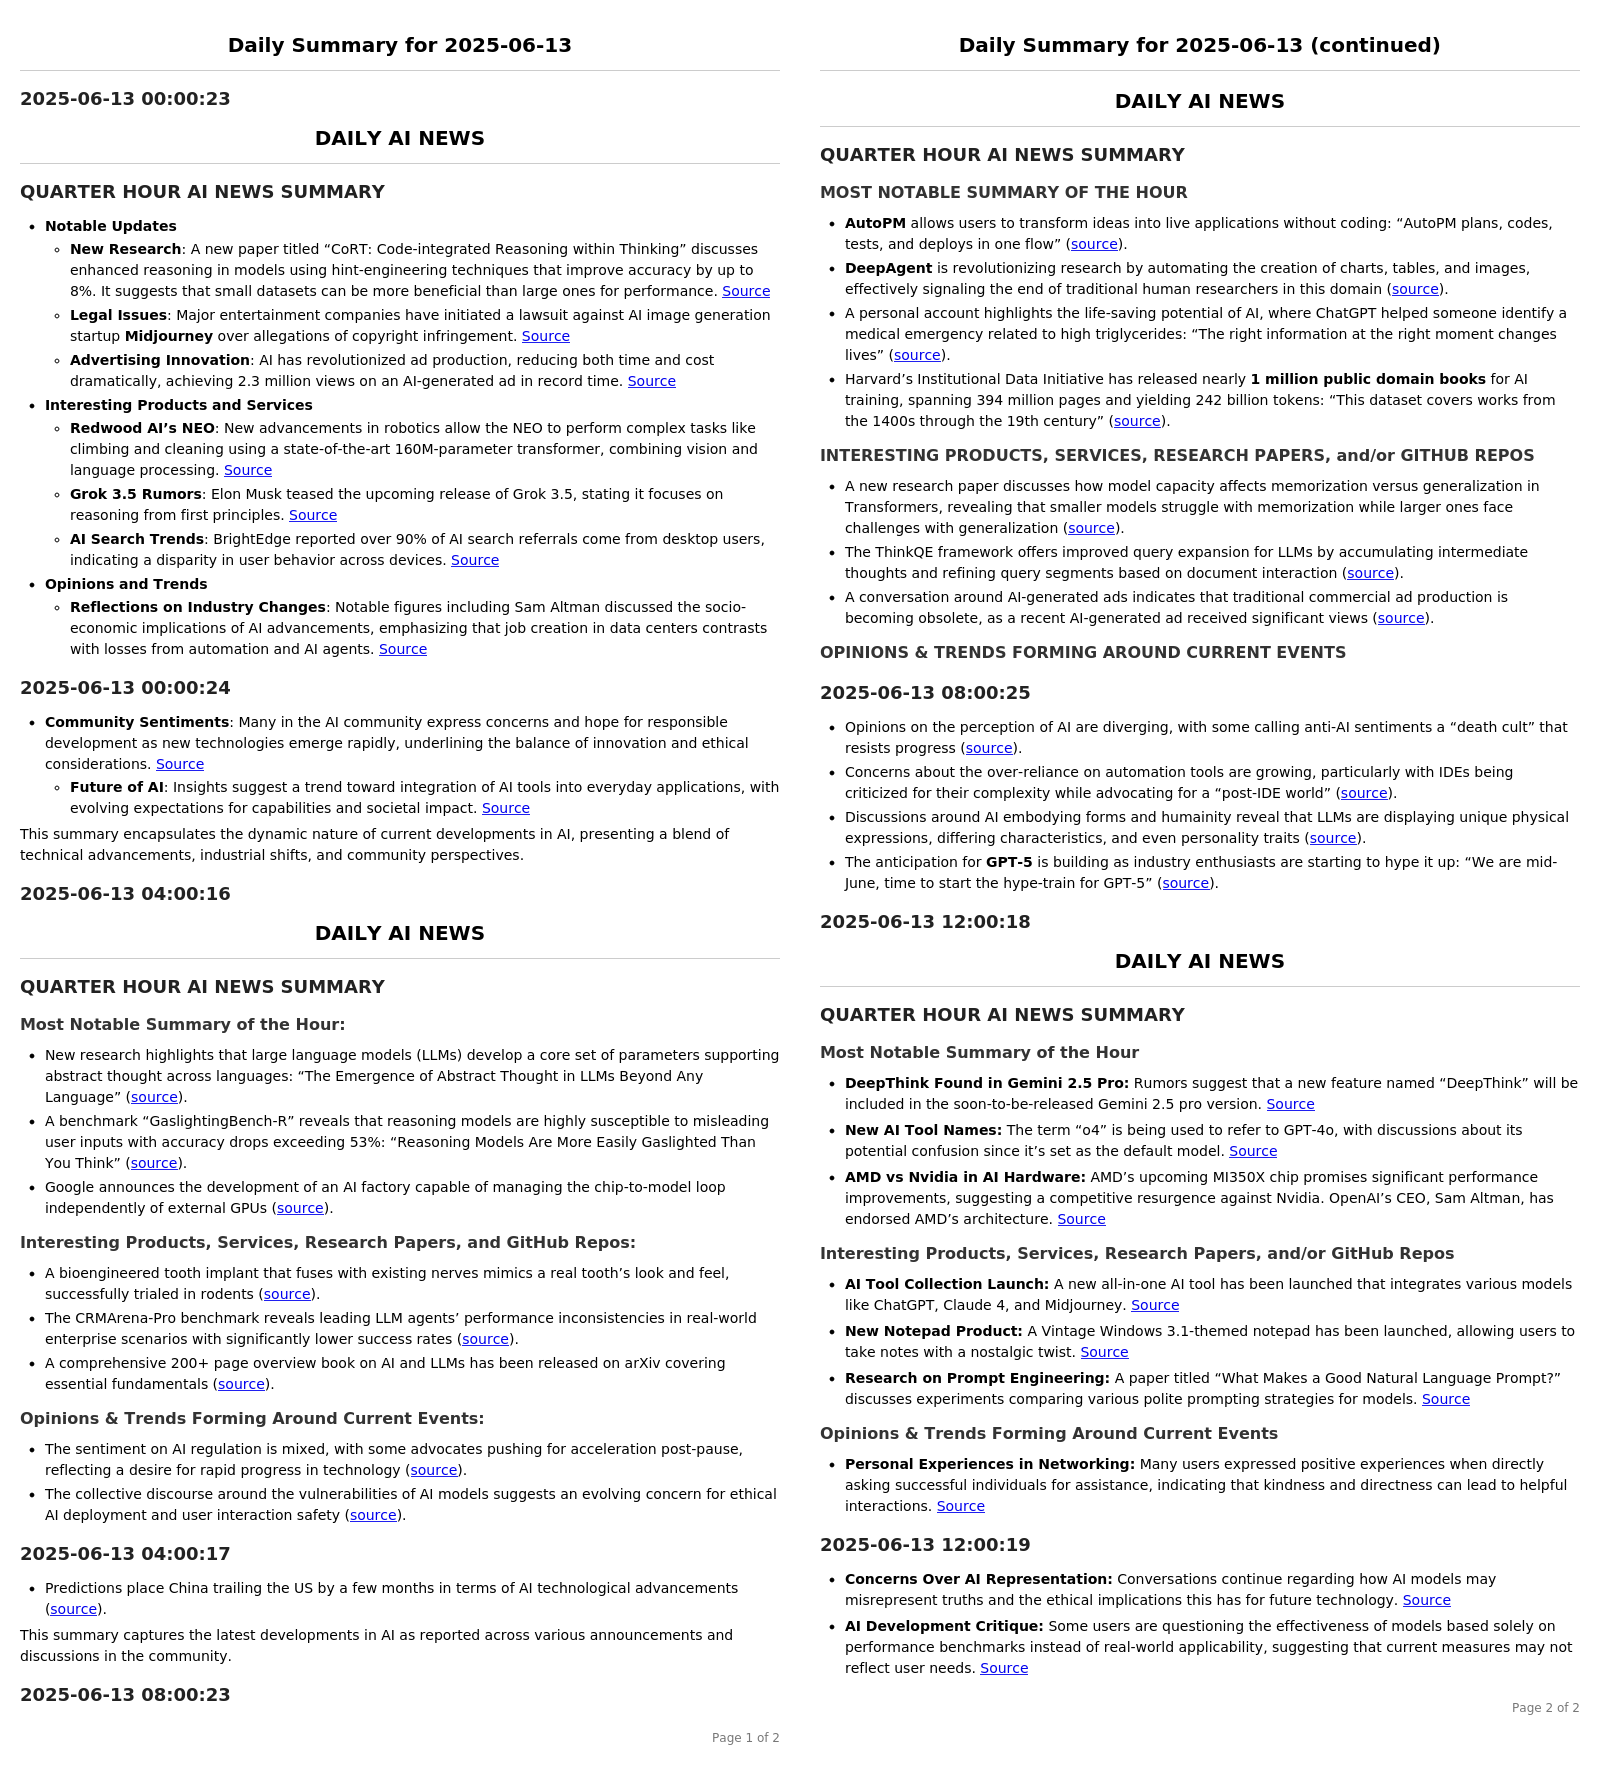 Daily Summary for 2025-06-13
2025-06-13 00:00:23
DAILY AI NEWS
QUARTER HOUR AI NEWS SUMMARY
• Notable Updates
◦ New Research: A new paper titled “CoRT: Code-integrated Reasoning within Thinking” discusses
enhanced reasoning in models using hint-engineering techniques that improve accuracy by up to
8%. It suggests that small datasets can be more beneficial than large ones for performance. Source
◦ Legal Issues: Major entertainment companies have initiated a lawsuit against AI image generation
startup Midjourney over allegations of copyright infringement. Source
◦ Advertising Innovation: AI has revolutionized ad production, reducing both time and cost
dramatically, achieving 2.3 million views on an AI-generated ad in record time. Source
• Interesting Products and Services
◦ Redwood AI’s NEO: New advancements in robotics allow the NEO to perform complex tasks like
climbing and cleaning using a state-of-the-art 160M-parameter transformer, combining vision and
language processing. Source
◦ Grok 3.5 Rumors: Elon Musk teased the upcoming release of Grok 3.5, stating it focuses on
reasoning from first principles. Source
◦ AI Search Trends: BrightEdge reported over 90% of AI search referrals come from desktop users,
indicating a disparity in user behavior across devices. Source
• Opinions and Trends
◦ Reflections on Industry Changes: Notable figures including Sam Altman discussed the socio-
economic implications of AI advancements, emphasizing that job creation in data centers contrasts
with losses from automation and AI agents. Source
2025-06-13 00:00:24
• Community Sentiments: Many in the AI community express concerns and hope for responsible
development as new technologies emerge rapidly, underlining the balance of innovation and ethical
considerations. Source
◦ Future of AI: Insights suggest a trend toward integration of AI tools into everyday applications, with
evolving expectations for capabilities and societal impact. Source
This summary encapsulates the dynamic nature of current developments in AI, presenting a blend of
technical advancements, industrial shifts, and community perspectives.
2025-06-13 04:00:16
DAILY AI NEWS
QUARTER HOUR AI NEWS SUMMARY
Most Notable Summary of the Hour:
• New research highlights that large language models (LLMs) develop a core set of parameters supporting
abstract thought across languages: “The Emergence of Abstract Thought in LLMs Beyond Any
Language” (source).
• A benchmark “GaslightingBench-R” reveals that reasoning models are highly susceptible to misleading
user inputs with accuracy drops exceeding 53%: “Reasoning Models Are More Easily Gaslighted Than
You Think” (source).
• Google announces the development of an AI factory capable of managing the chip-to-model loop
independently of external GPUs (source).
Interesting Products, Services, Research Papers, and GitHub Repos:
• A bioengineered tooth implant that fuses with existing nerves mimics a real tooth’s look and feel,
successfully trialed in rodents (source).
• The CRMArena-Pro benchmark reveals leading LLM agents’ performance inconsistencies in real-world
enterprise scenarios with significantly lower success rates (source).
• A comprehensive 200+ page overview book on AI and LLMs has been released on arXiv covering
essential fundamentals (source).
Opinions & Trends Forming Around Current Events:
• The sentiment on AI regulation is mixed, with some advocates pushing for acceleration post-pause,
reflecting a desire for rapid progress in technology (source).
• The collective discourse around the vulnerabilities of AI models suggests an evolving concern for ethical
AI deployment and user interaction safety (source).
2025-06-13 04:00:17
• Predictions place China trailing the US by a few months in terms of AI technological advancements
(source).
This summary captures the latest developments in AI as reported across various announcements and
discussions in the community.
2025-06-13 08:00:23
Page 1 of 2
Daily Summary for 2025-06-13 (continued)
DAILY AI NEWS
QUARTER HOUR AI NEWS SUMMARY
MOST NOTABLE SUMMARY OF THE HOUR
• AutoPM allows users to transform ideas into live applications without coding: “AutoPM plans, codes,
tests, and deploys in one flow” (source).
• DeepAgent is revolutionizing research by automating the creation of charts, tables, and images,
effectively signaling the end of traditional human researchers in this domain (source).
• A personal account highlights the life-saving potential of AI, where ChatGPT helped someone identify a
medical emergency related to high triglycerides: “The right information at the right moment changes
lives” (source).
• Harvard’s Institutional Data Initiative has released nearly 1 million public domain books for AI
training, spanning 394 million pages and yielding 242 billion tokens: “This dataset covers works from
the 1400s through the 19th century” (source).
INTERESTING PRODUCTS, SERVICES, RESEARCH PAPERS, and/or GITHUB REPOS
• A new research paper discusses how model capacity affects memorization versus generalization in
Transformers, revealing that smaller models struggle with memorization while larger ones face
challenges with generalization (source).
• The ThinkQE framework offers improved query expansion for LLMs by accumulating intermediate
thoughts and refining query segments based on document interaction (source).
• A conversation around AI-generated ads indicates that traditional commercial ad production is
becoming obsolete, as a recent AI-generated ad received significant views (source).
OPINIONS & TRENDS FORMING AROUND CURRENT EVENTS
2025-06-13 08:00:25
• Opinions on the perception of AI are diverging, with some calling anti-AI sentiments a “death cult” that
resists progress (source).
• Concerns about the over-reliance on automation tools are growing, particularly with IDEs being
criticized for their complexity while advocating for a “post-IDE world” (source).
• Discussions around AI embodying forms and humainity reveal that LLMs are displaying unique physical
expressions, differing characteristics, and even personality traits (source).
• The anticipation for GPT-5 is building as industry enthusiasts are starting to hype it up: “We are mid-
June, time to start the hype-train for GPT-5” (source).
2025-06-13 12:00:18
DAILY AI NEWS
QUARTER HOUR AI NEWS SUMMARY
Most Notable Summary of the Hour
• DeepThink Found in Gemini 2.5 Pro: Rumors suggest that a new feature named “DeepThink” will be
included in the soon-to-be-released Gemini 2.5 pro version. Source
• New AI Tool Names: The term “o4” is being used to refer to GPT-4o, with discussions about its
potential confusion since it’s set as the default model. Source
• AMD vs Nvidia in AI Hardware: AMD’s upcoming MI350X chip promises significant performance
improvements, suggesting a competitive resurgence against Nvidia. OpenAI’s CEO, Sam Altman, has
endorsed AMD’s architecture. Source
Interesting Products, Services, Research Papers, and/or GitHub Repos
• AI Tool Collection Launch: A new all-in-one AI tool has been launched that integrates various models
like ChatGPT, Claude 4, and Midjourney. Source
• New Notepad Product: A Vintage Windows 3.1-themed notepad has been launched, allowing users to
take notes with a nostalgic twist. Source
• Research on Prompt Engineering: A paper titled “What Makes a Good Natural Language Prompt?”
discusses experiments comparing various polite prompting strategies for models. Source
Opinions & Trends Forming Around Current Events
• Personal Experiences in Networking: Many users expressed positive experiences when directly
asking successful individuals for assistance, indicating that kindness and directness can lead to helpful
interactions. Source
2025-06-13 12:00:19
• Concerns Over AI Representation: Conversations continue regarding how AI models may
misrepresent truths and the ethical implications this has for future technology. Source
• AI Development Critique: Some users are questioning the effectiveness of models based solely on
performance benchmarks instead of real-world applicability, suggesting that current measures may not
reflect user needs. Source
Page 2 of 2